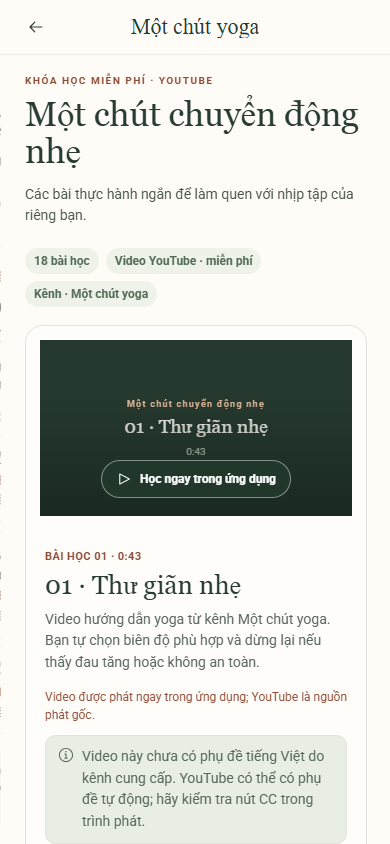 Một chút yoga
KHÓA HỌC MIỄN PHÍ · YOUTUBE
Một chút chuyển động
nhẹ
Các bài thực hành ngắn để làm quen với nhịp tập của
riêng bạn.
18 bài học
Video YouTube · miễn phí
Kênh · Một chút yoga
Một chút chuyển động nhẹ
01 · Thư giãn nhẹ
0:43
Học ngay trong ứng dụng
BÀI HỌC 01 · 0:43
01 · Thư giãn nhẹ
Video hướng dẫn yoga từ kênh Một chút yoga.
Bạn tự chọn biên độ phù hợp và dừng lại nếu
thấy đau tăng hoặc không an toàn.
Video được phát ngay trong ứng dụng; YouTube là nguồn
phát gốc.
Video này chưa có phụ đề tiếng Việt do
kênh cung cấp. YouTube có thể có phụ
đề tự động; hãy kiểm tra nút CC trong
trình phát.